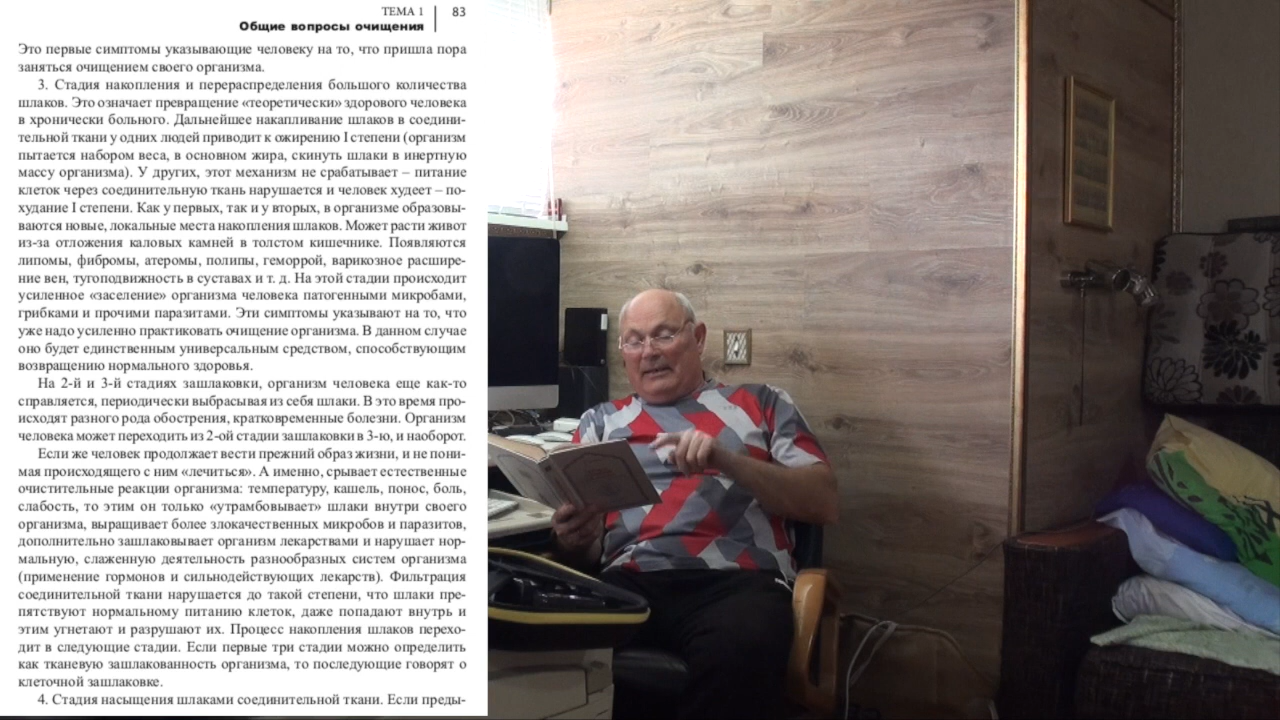 ТЕМА 1 83
Общие вопросы очищения
Это первые симптомы указывающие человеку на то, что пришла пора
заняться очищением своего организма.
3. Стадия накопления и перераспределения большого количества
шлаков. Это означает превращение «теоретически» здорового человека
в хронически больного. Дальнейшее накапливание шлаков в соедини-
тельной ткани у одних людей приводит к ожирению I степени (организм
пытается набором веса, в основном жира, скинуть шлаки в инертную
массу организма). У других, этот механизм не срабатывает – питание
клеток через соединительную ткань нарушается и человек худеет – по-
худание I степени. Как у первых, так и у вторых, в организме образовы-
ваются новые, локальные места накопления шлаков. Может расти живот
из-за отложения каловых камней в толстом кишечнике. Появляются
липомы, фибромы, атеромы, полипы, геморрой, варикозное расшире-
ние вен, тугоподвижность в суставах и т. д. На этой стадии происходит
усиленное «заселение» организма человека патогенными микробами,
грибками и прочими паразитами. Эти симптомы указывают на то, что
уже надо усиленно практиковать очищение организма. В данном случае
оно будет единственным универсальным средством, способствующим
возвращению нормального здоровья.
На 2-й и 3-й стадиях зашлаковки, организм человека еще как-то
справляется, периодически выбрасывая из себя шлаки. В это время про-
исходят разного рода обострения, кратковременные болезни. Организм
человека может переходить из 2-ой стадии зашлаковки в 3-ю, и наоборот.
Если же человек продолжает вести прежний образ жизни, и не пони-
мая происходящего с ним «лечиться». А именно, срывает естественные
очистительные реакции организма: температуру, кашель, понос, боль,
слабость, то этим он только «утрамбовывает» шлаки внутри своего
организма, выращивает более злокачественных микробов и паразитов,
дополнительно зашлаковывает организм лекарствами и нарушает нор-
мальную, слаженную деятельность разнообразных систем организма
(применение гормонов и сильнодействующих лекарств). Фильтрация
соединительной ткани нарушается до такой степени, что шлаки пре-
пятствуют нормальному питанию клеток, даже попадают внутрь и
этим угнетают и разрушают их. Процесс накопления шлаков перехо-
дит в следующие стадии. Если первые три стадии можно определить
как тканевую зашлакованность организма, то последующие говорят о
клеточной зашлаковке.
4. Стадия насыщения шлаками соединительной ткани. Если преды-